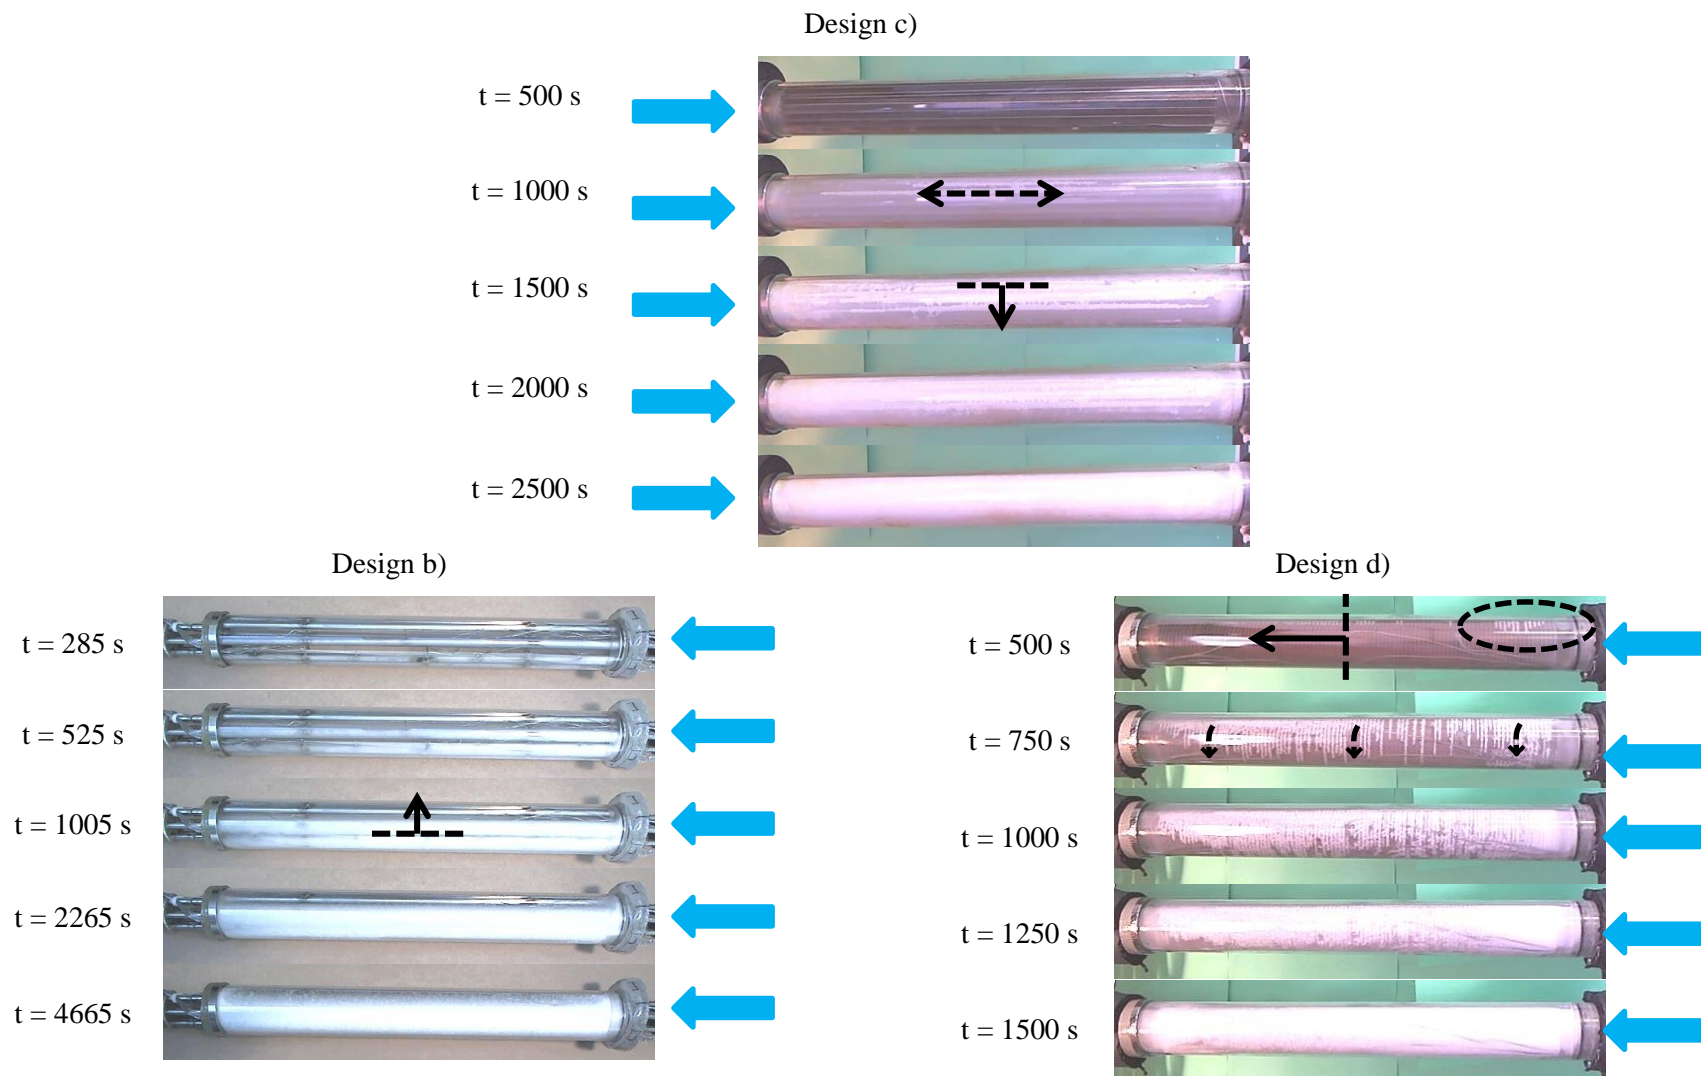 Design c)
t = 500 s
t = 1000 s
t = 1500 s
t = 2000 s
t = 2500 s
Design b)
t = 285 s
t = 525 s
t = 1005 s
t = 2265 s
t = 4665 s
Design d)
t = 500 s
t = 750 s
t = 1000 s
t = 1250 s
t = 1500 s